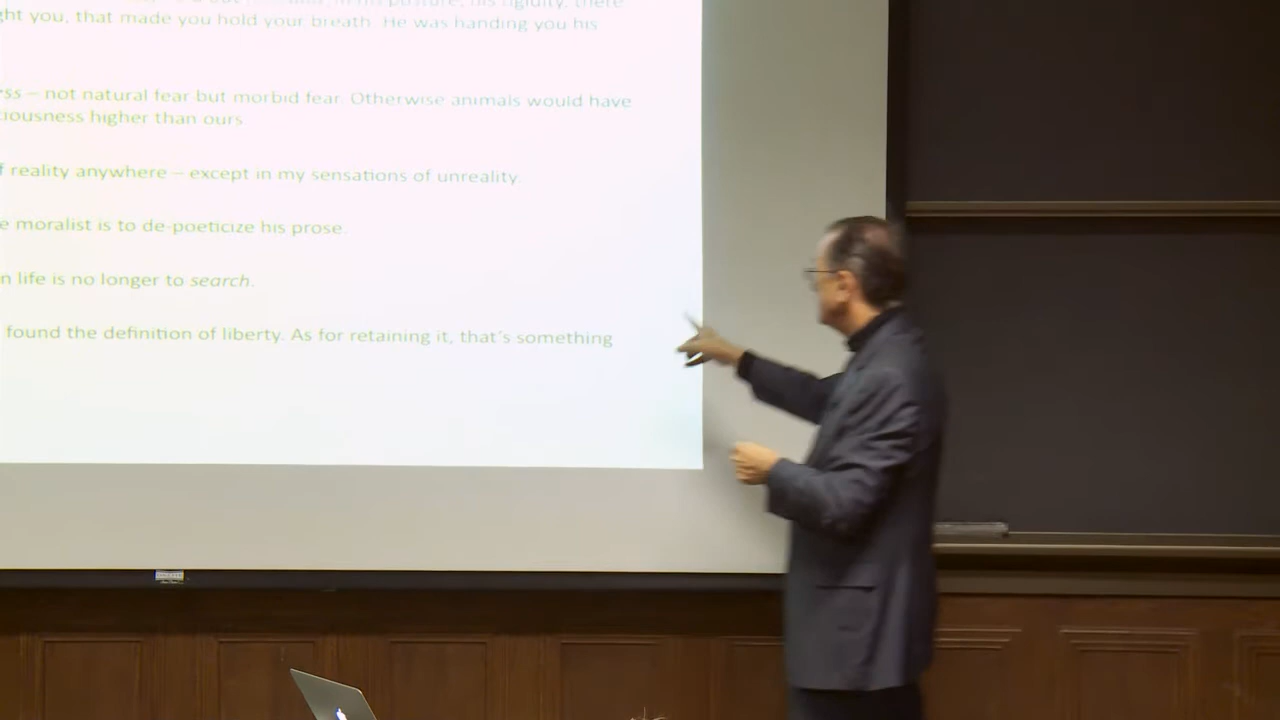 ght you, that made you hold your breath. He was handing you his
ss – not natural fear but morbid fear. Otherwise animals would have
iousness higher than ours
f reality anywhere – except in my sensations of unreality
e moralist is to de-poeticize his prose.
n life is no longer to search.
found the definition of liberty. As for retaining it, that's something